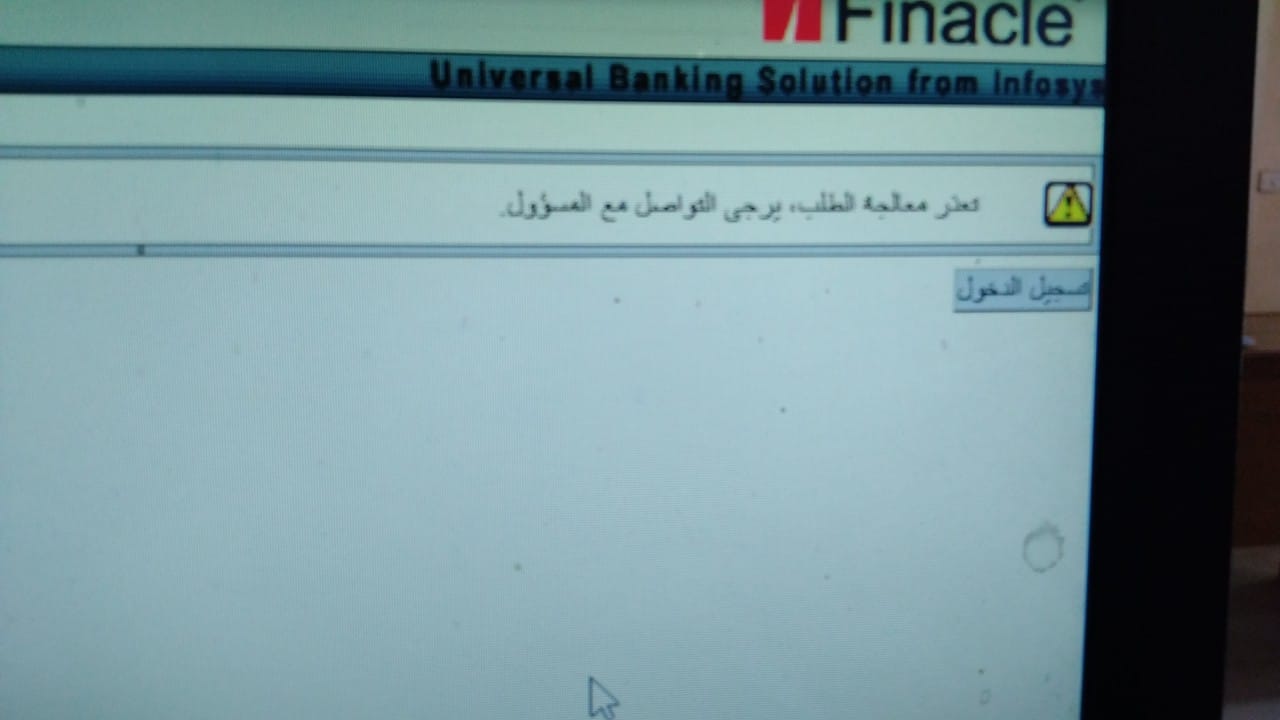 Finacle
Universal Banking Solution from Infosys
تعذر معالجة الطلب، يرجى التواصل مع المسؤول.
تسجيل الدخول